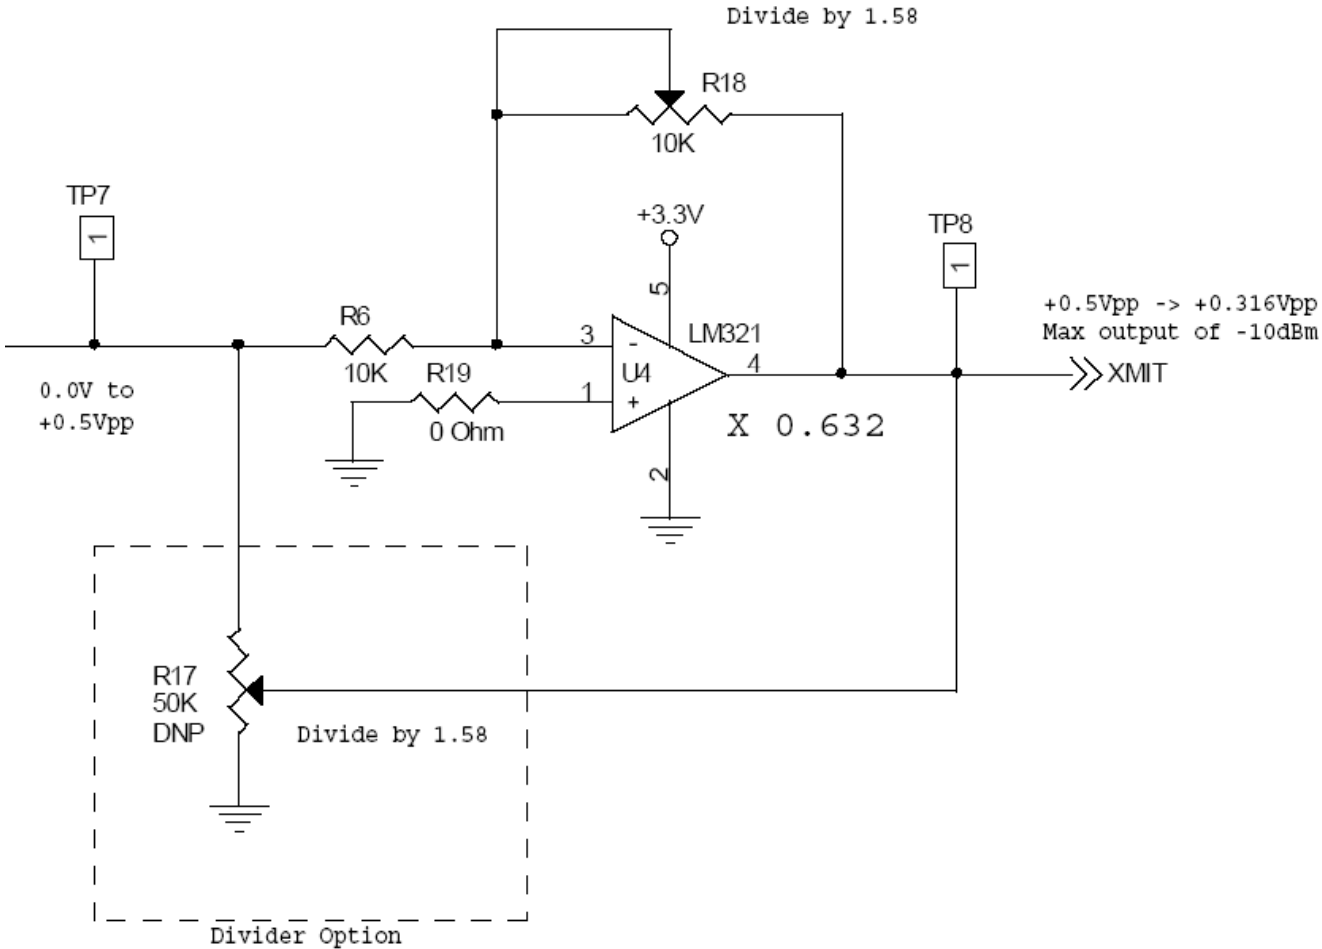 Divide by 1.58
R18
10K
TP7
1
+3.3V
TP8
1
5
+0.5Vpp -> +0.316Vpp
Max output of -10dBm
R6
3
-
LM321
10K
R19
U4
4
XMIT
0.0V to
+0.5Vpp
1
+
0 Ohm
X 0.632
2
R17
50K
DNP
Divide by 1.58
Divider Option